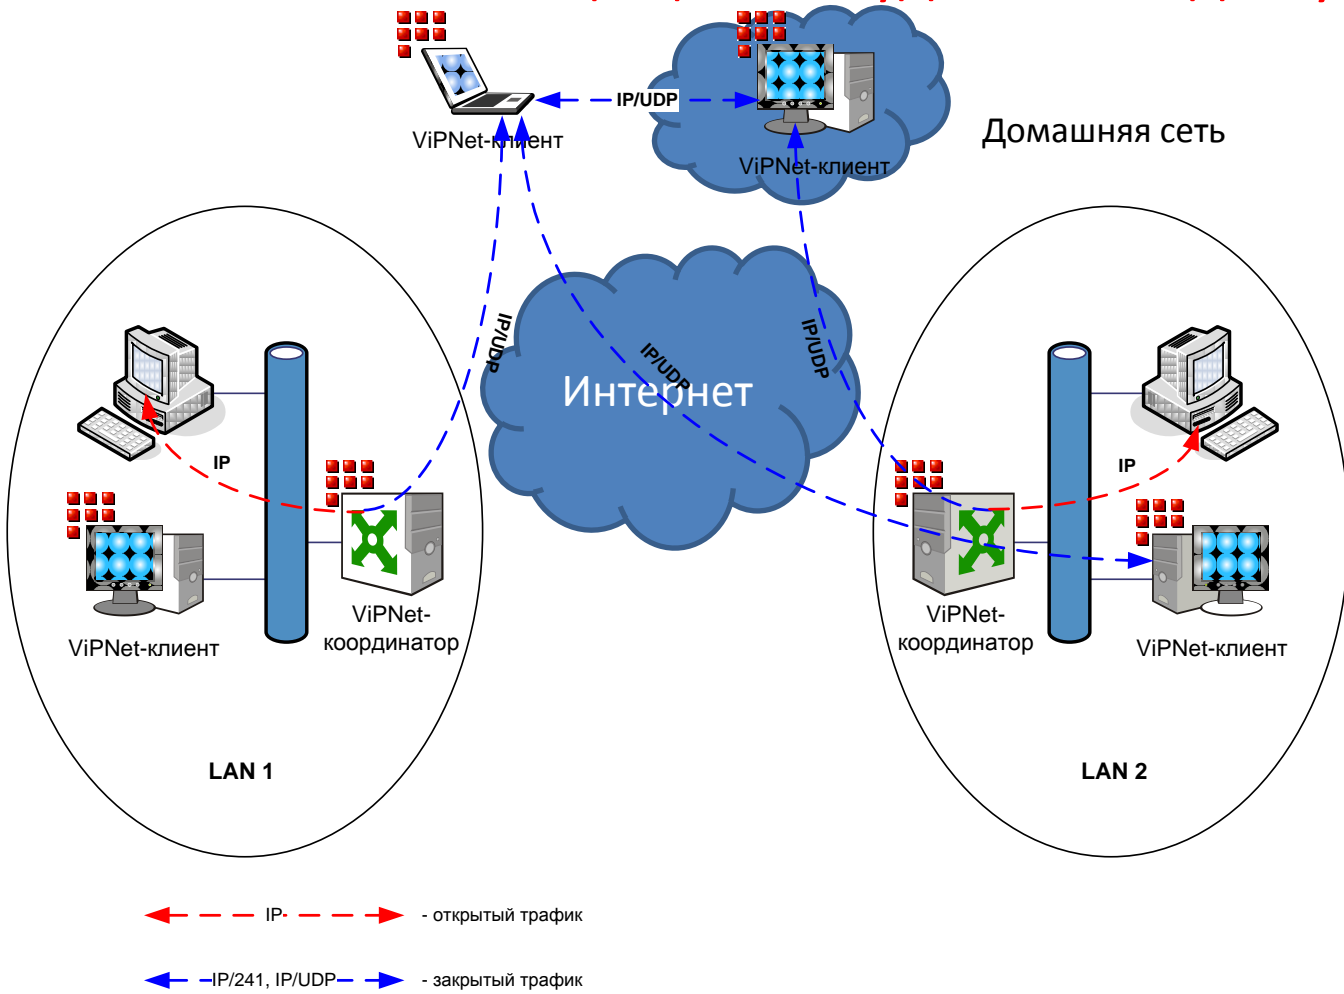 ViPNet-клиент
IP/UDP
ViPNet-клиент
Домашняя сеть
IP/UDP
IP/UDP
IP/UDP
Интернет
IP
IP
ViPNet-клиент
ViPNet-
координатор
ViPNet-
координатор
ViPNet-клиент
LAN 1
LAN 2
IP
- открытый трафик
IP/241, IP/UDP
- закрытый трафик